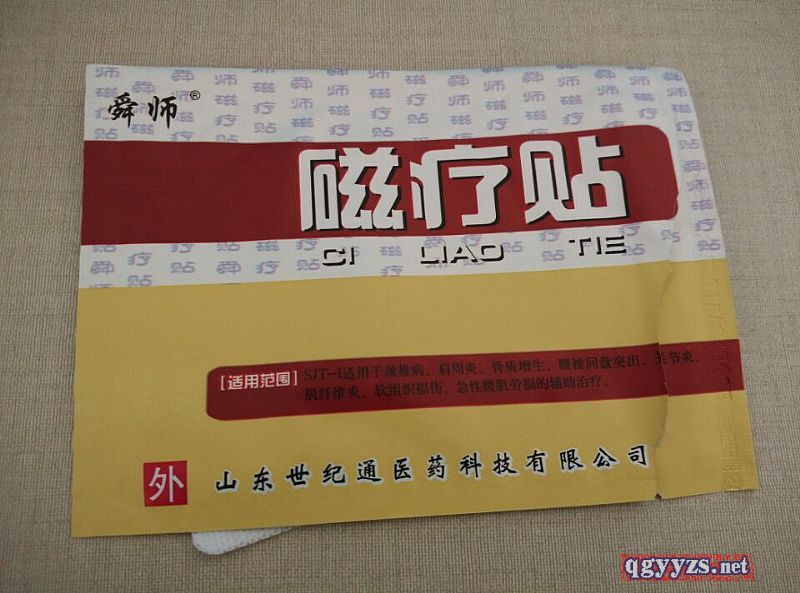 舜师®
磁疗贴
CI LIAO TIE
[适用范围] SJT-I适用于颈椎病、肩周炎、骨质增生、腰椎间盘突出、关节炎、
肌纤维炎、软组织损伤、急性腰肌劳损的辅助治疗。
外 山东世纪通医药科技有限公司
qgyyzs.net